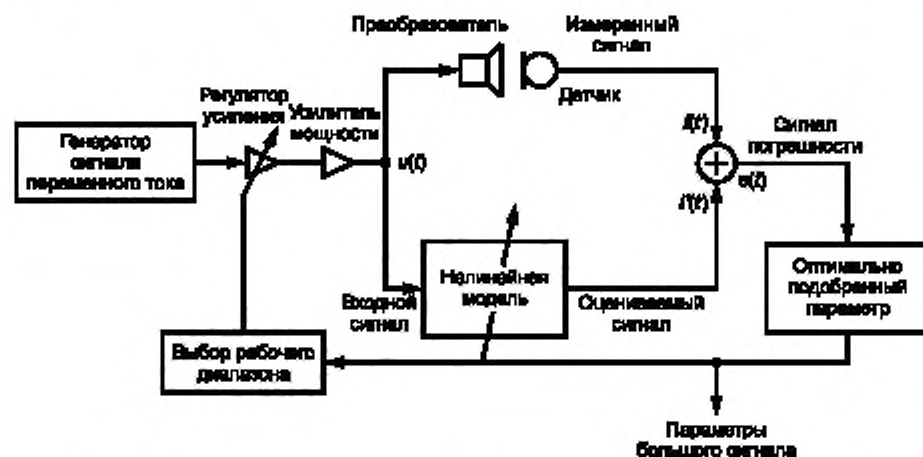 Преобразователь
Измеренный
сигнал
Датчик
Регулятор
усиления
Усилитель
мощности
Генератор
сигнала
переменного тока
u(t)
i(t)
i'(t)
e(t)
Сигнал
погрешности
Нелинейная
модель
Входной
сигнал
Оцениваемый
сигнал
Оптимально
подобранный
параметр
Выбор рабочего
диапазона
Параметры
большого сигнала